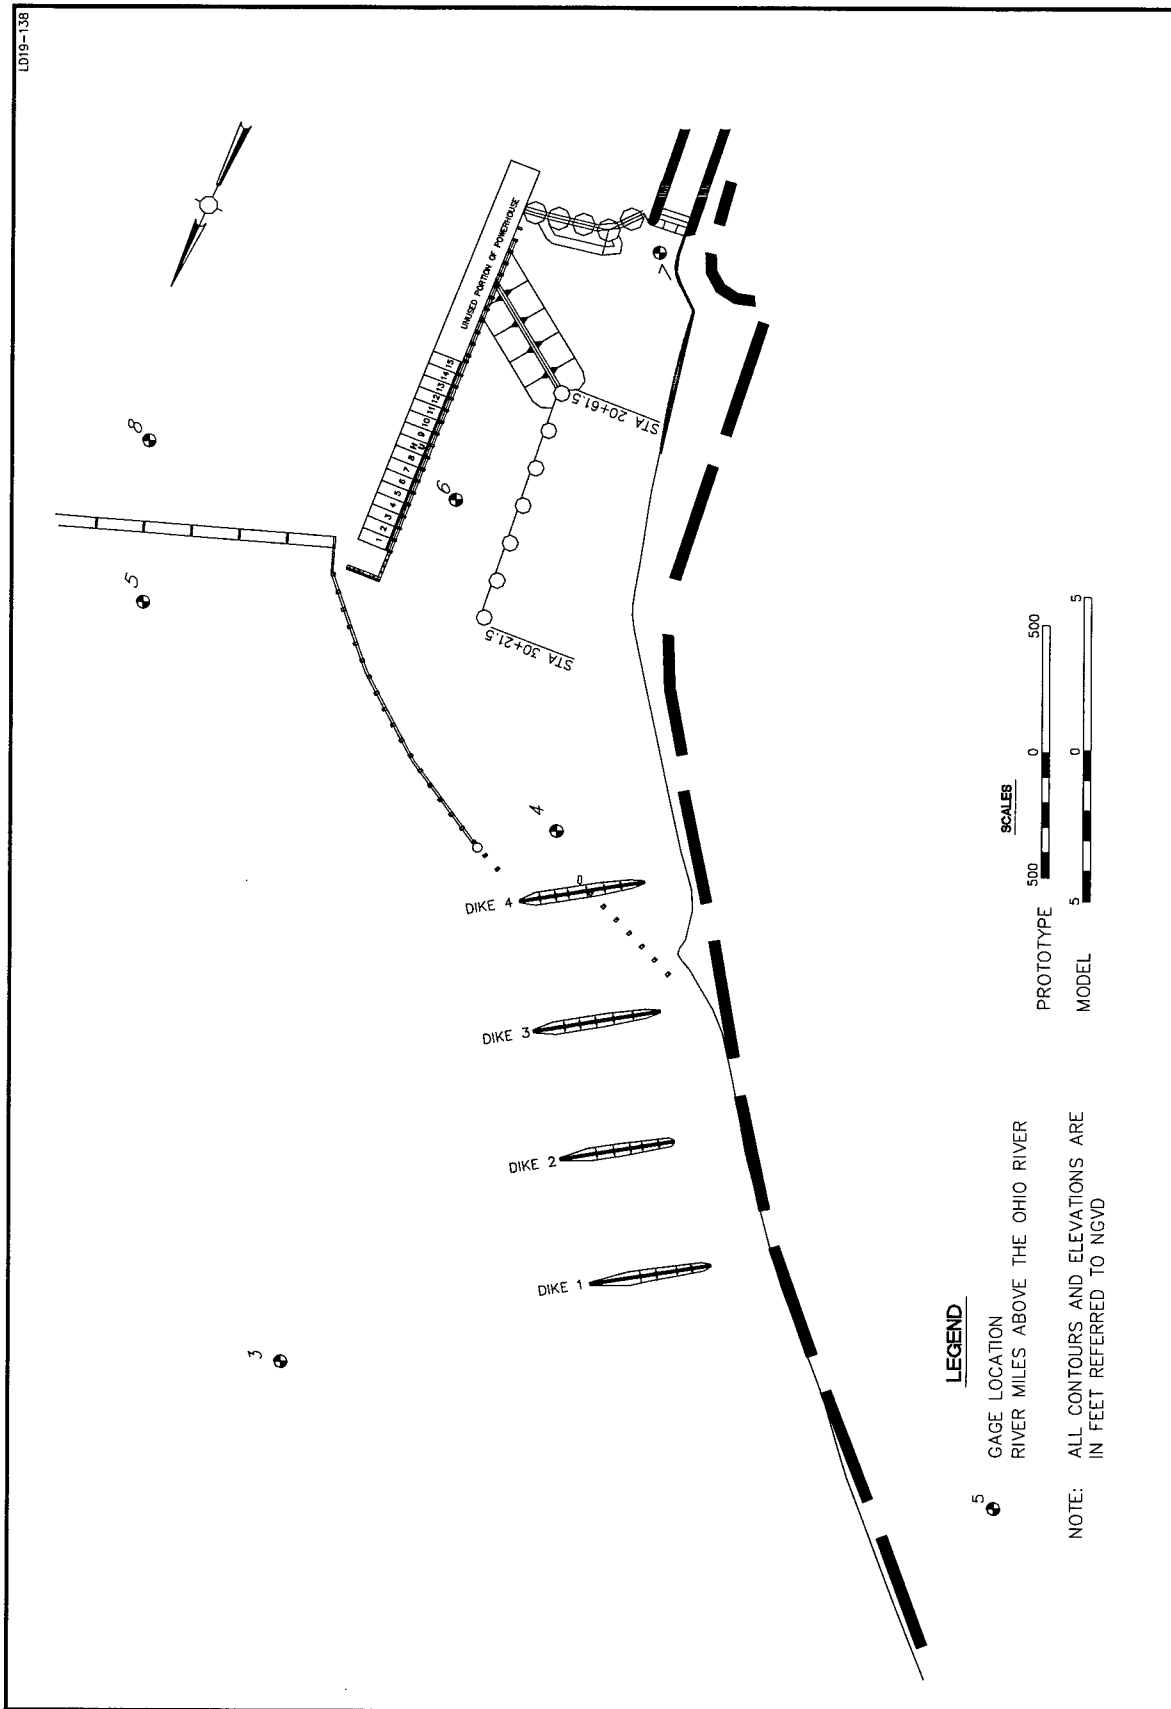 LD19-138
UNUSED PORTION OF POWERHOUSE
1 2 3 4 5 6 7 8 9 10 11 12 13 14 15
8
7
6
5
4
3
STA 20+61.5
STA 30+21.5
DIKE 4
DIKE 3
DIKE 2
DIKE 1
SCALES
PROTOTYPE 500 0 500
MODEL 5 0 5
LEGEND
5 GAGE LOCATION
RIVER MILES ABOVE THE OHIO RIVER
NOTE: ALL CONTOURS AND ELEVATIONS ARE
IN FEET REFERRED TO NGVD